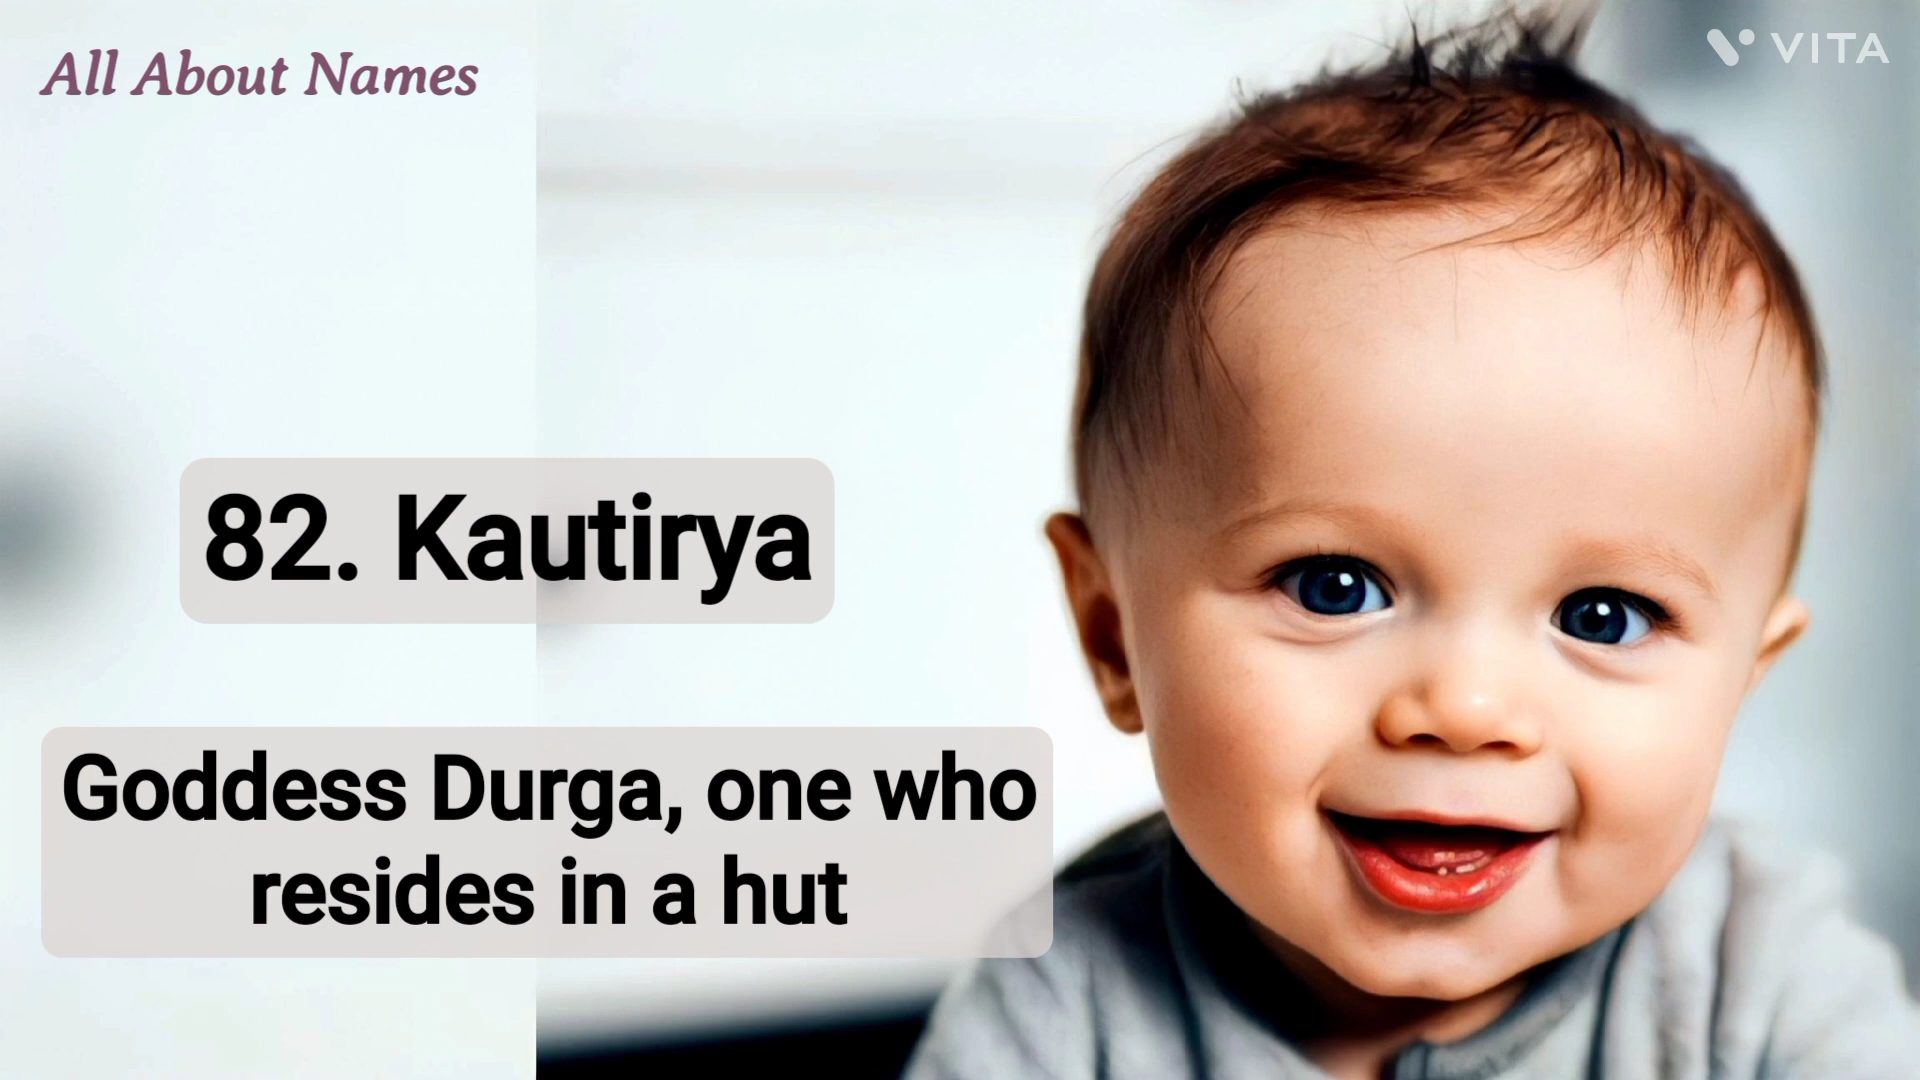 All About Names
VITA
82. Kautirya
Goddess Durga, one who
resides in a hut